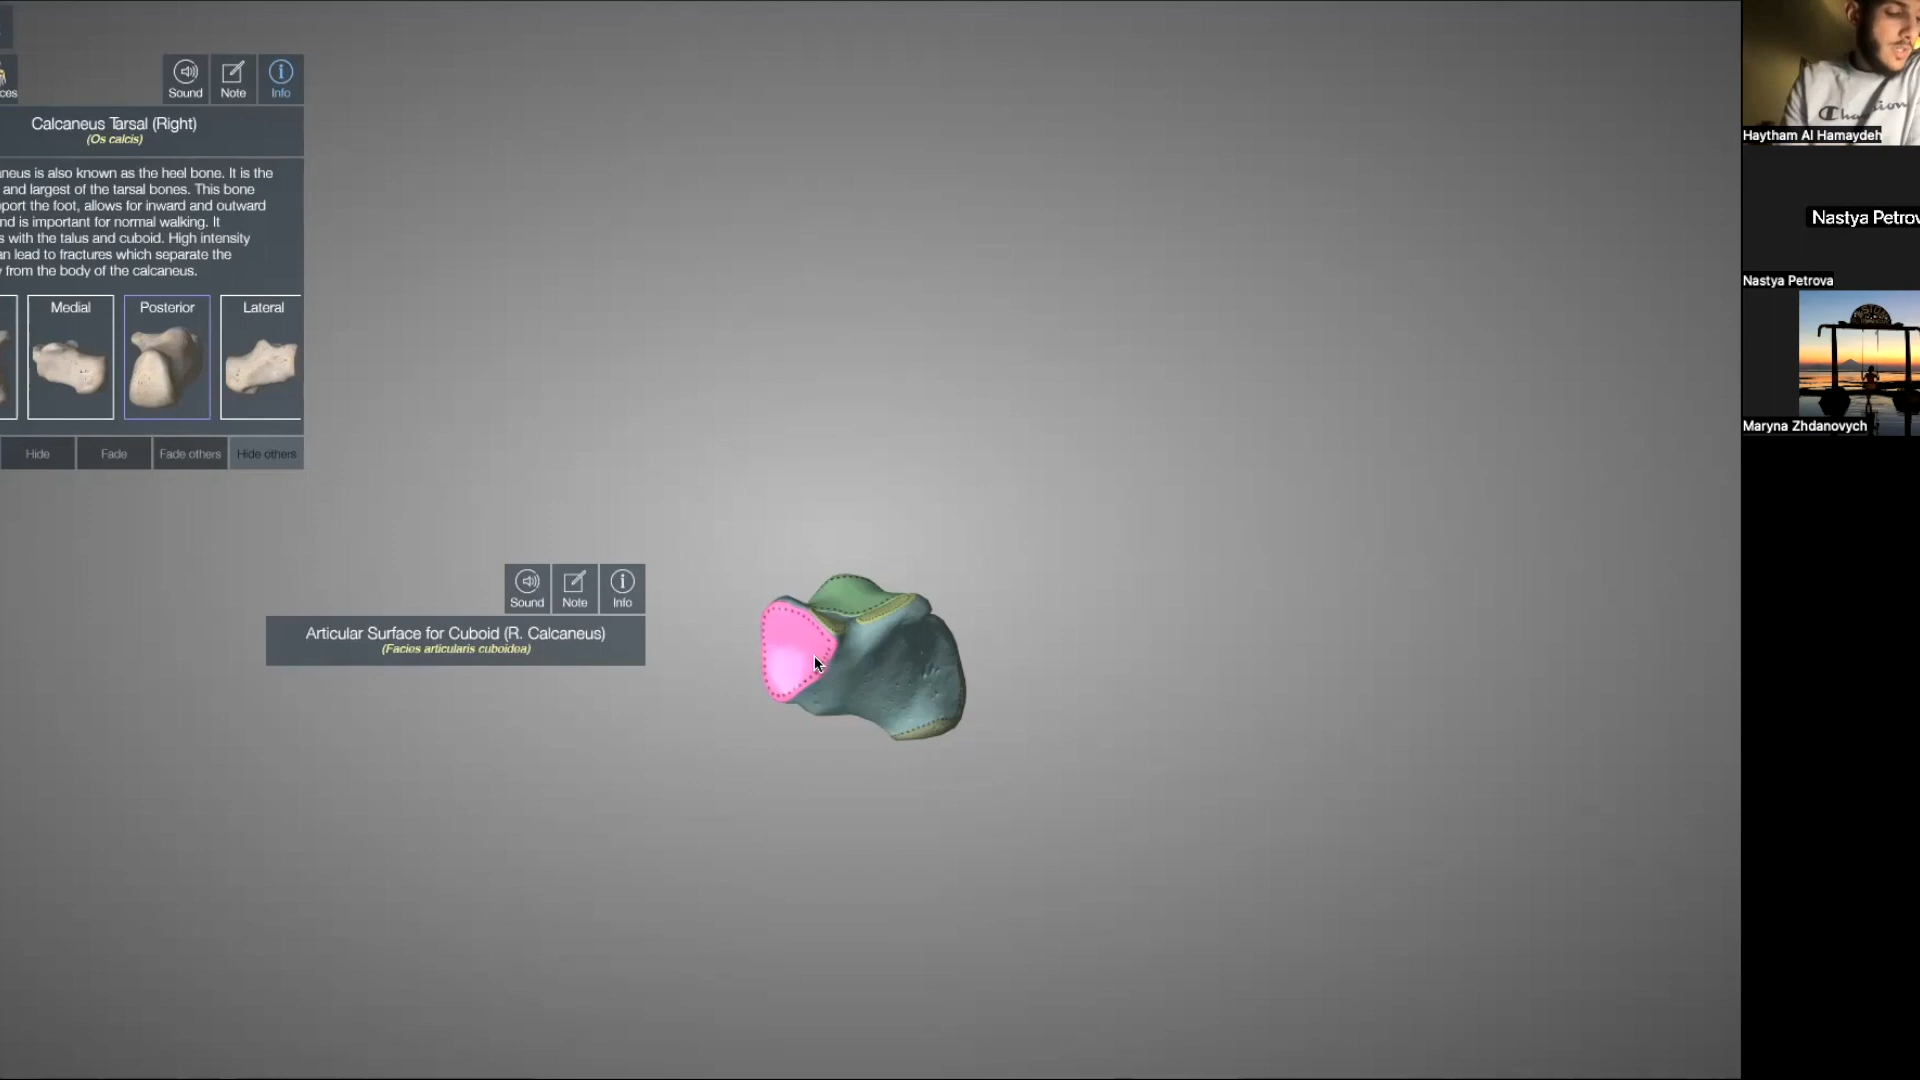 ces
Sound
Note
Info
Calcaneus Tarsal (Right)
(Os calcis)
neus is also known as the heel bone. It is the
and largest of the tarsal bones. This bone
port the foot, allows for inward and outward
nd is important for normal walking. It
s with the talus and cuboid. High intensity
an lead to fractures which separate the
from the body of the calcaneus.
Medial
Posterior
Lateral
Hide
Fade
Fade others
Hide others
Sound
Note
Info
Articular Surface for Cuboid (R. Calcaneus)
(Facies articularis cuboidea)
Champion
Haytham Al Hamaydeh
Nastya Petrov
Nastya Petrova
Maryna Zhdanovych